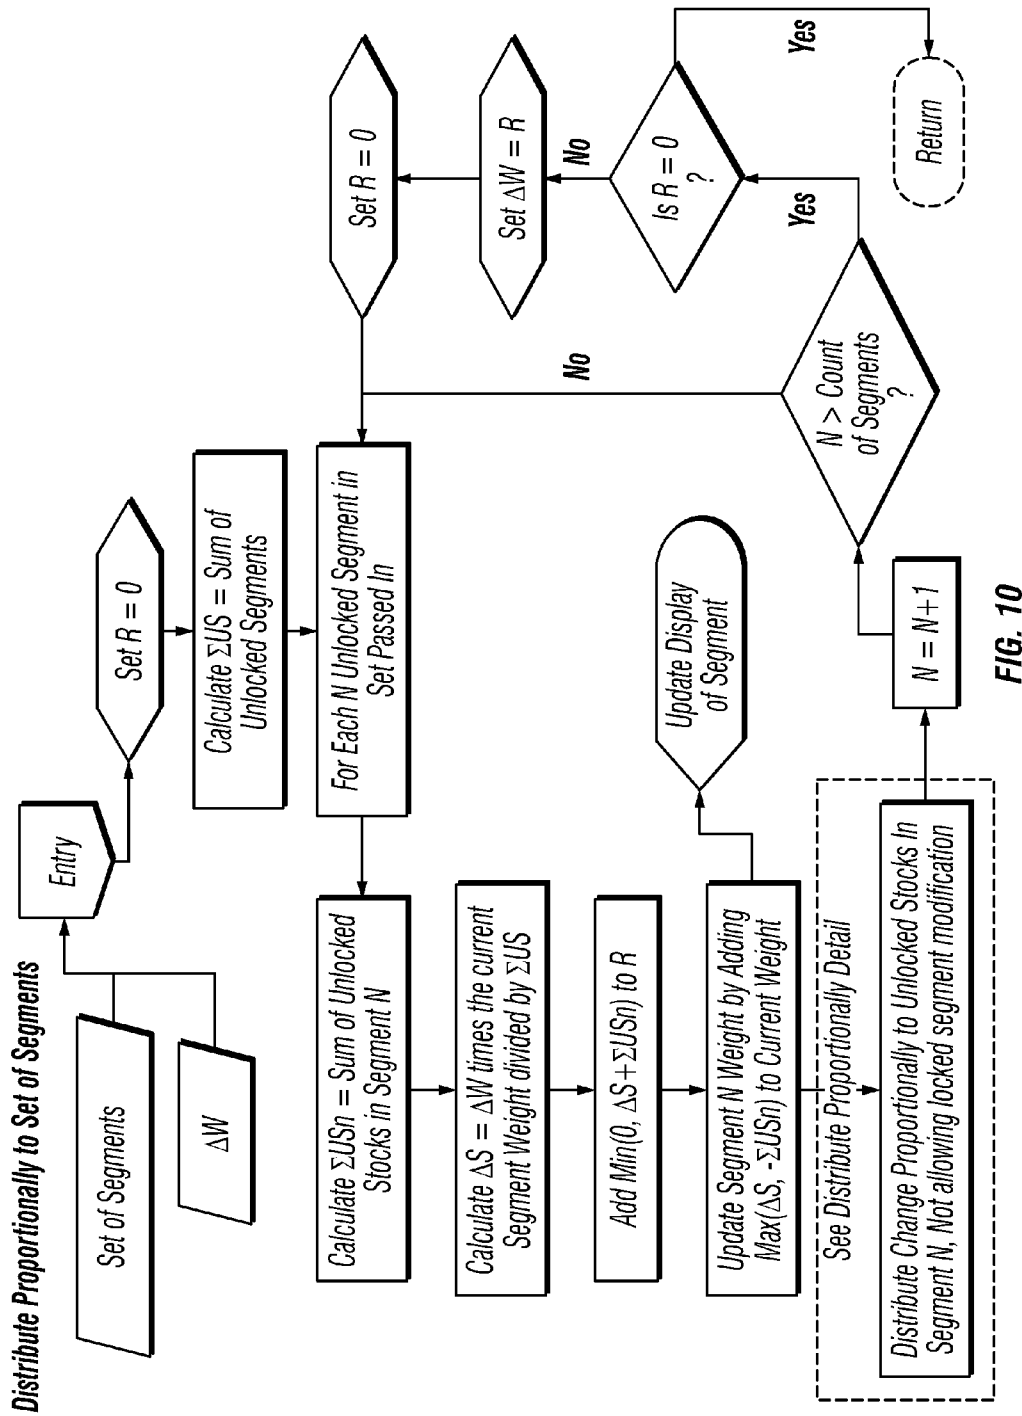 Distribute Proportionally to Set of Segments
Set of Segments
ΔW
Entry
Set R = 0
Calculate ΣUS = Sum of
Unlocked Segments
For Each N Unlocked Segment in
Set Passed In
Calculate ΣUSn = Sum of Unlocked
Stocks in Segment N
Calculate ΔS = ΔW times the current
Segment Weight divided by ΣUS
Add Min(0, ΔS+ΣUSn) to R
Update Segment N Weight by Adding
Max(ΔS, -ΣUSn) to Current Weight
Update Display
of Segment
See Distribute Proportionally Detail
Distribute Change Proportionally to Unlocked Stocks In
Segment N, Not allowing locked segment modification
N = N+1
N > Count
of Segments
?
No
Yes
Is R = 0
?
No
Yes
Set ΔW = R
Set R = 0
Return
FIG. 10